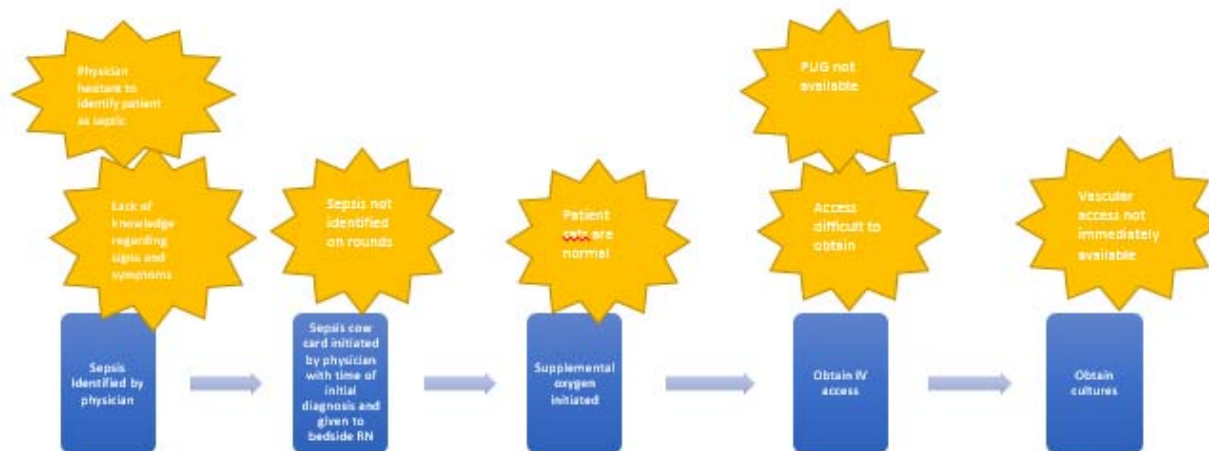 Physician
hesitant to
identify patient
as septic
Lack of
knowledge
regarding
signs and
symptoms
Sepsis
Identified by
physician
Sepsis not
identified
on rounds
Sepsis cow
card initiated
by physician
with time of
initial
diagnosis and
given to
bedside RN
Patient
sats are
normal
Supplemental
oxygen
initiated
PUG not
available
Access
difficult to
obtain
Obtain IV
access
Vascular
access not
immediately
available
Obtain
cultures